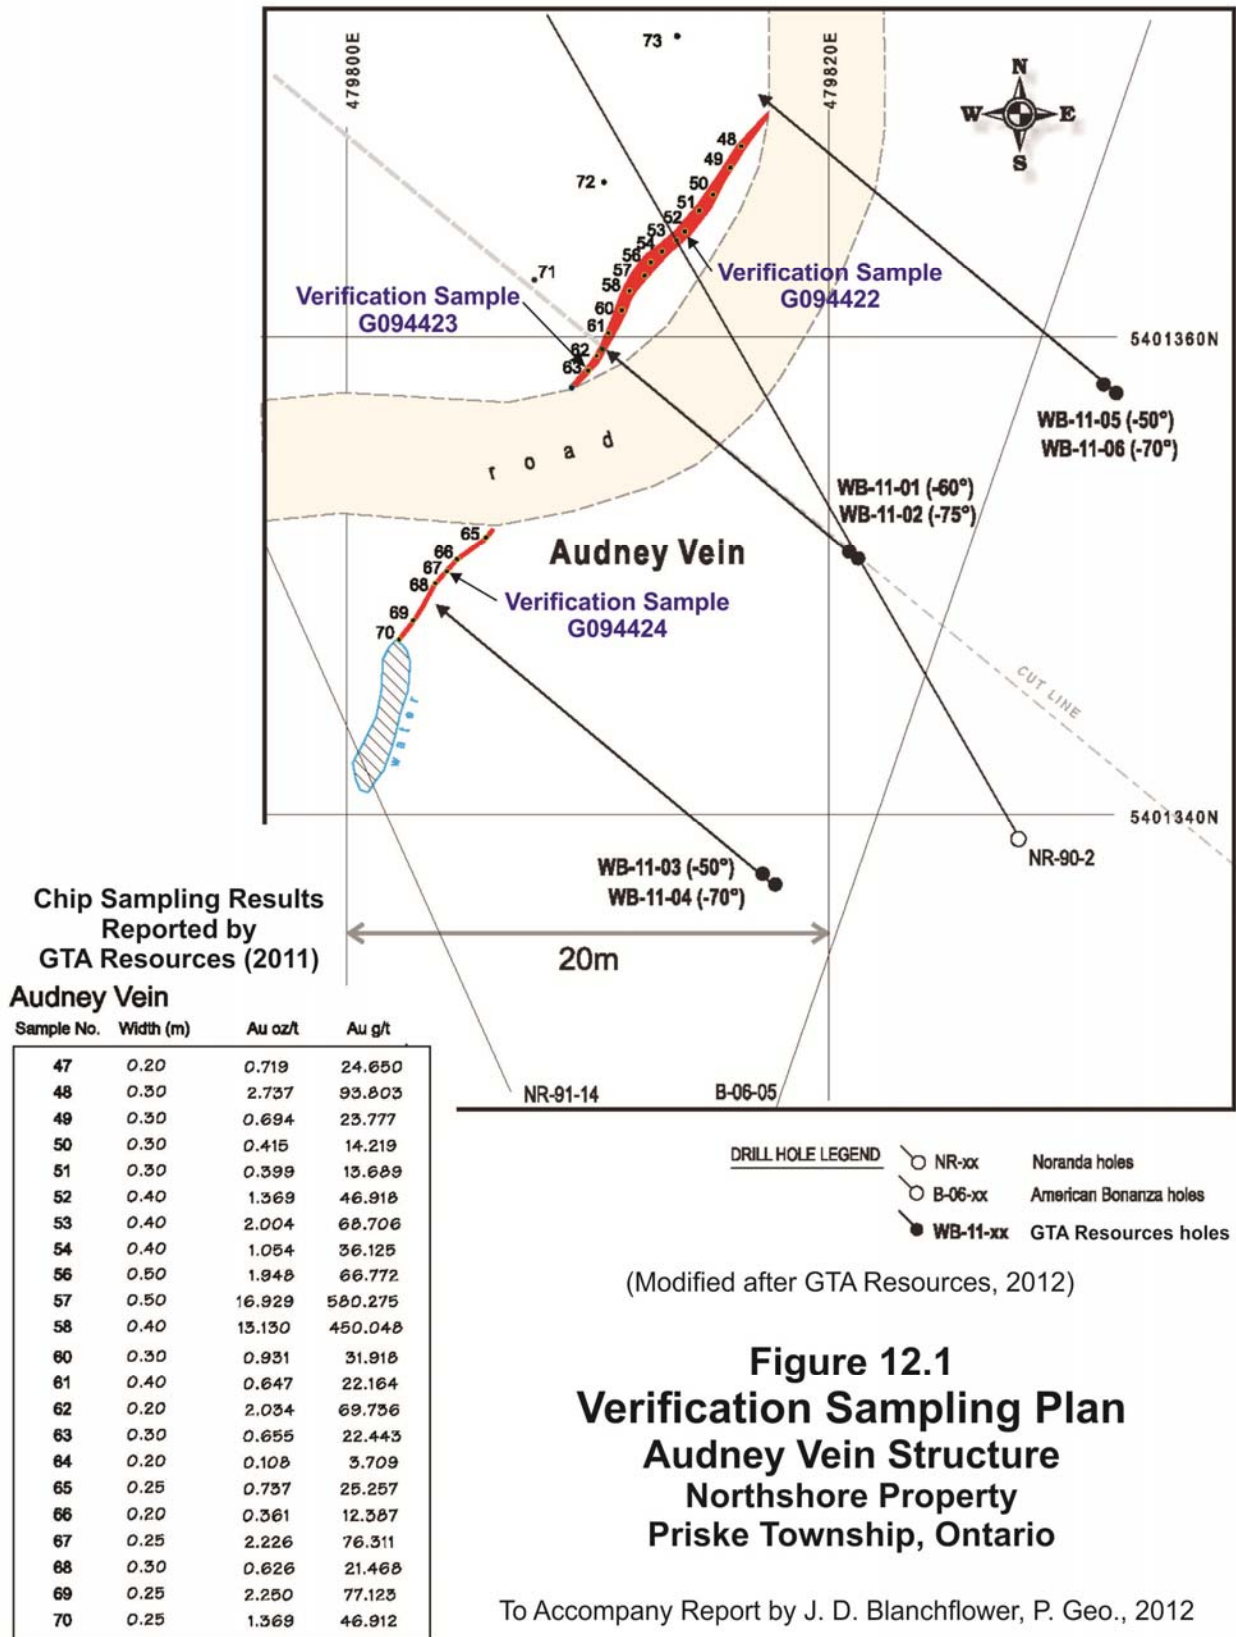 479800E
479820E
73
N
W E
S
48
49
72
50
51
52
53
54
56
57
58
71
Verification Sample
G094422
Verification Sample
G094423
60
61
62
63
5401360N
WB-11-05 (-50°)
WB-11-06 (-70°)
road
WB-11-01 (-60°)
WB-11-02 (-75°)
65
66
67
68
69
70
Audney Vein
Verification Sample
G094424
water
CUT LINE
5401340N
NR-90-2
WB-11-03 (-50°)
WB-11-04 (-70°)
20m
NR-91-14
B-06-05
Chip Sampling Results
Reported by
GTA Resources (2011)
Audney Vein
Sample No. Width (m) Au oz/t Au g/t
47 0.20 0.719 24.650
48 0.30 2.737 93.803
49 0.30 0.694 23.777
50 0.30 0.415 14.219
51 0.30 0.399 13.689
52 0.40 1.369 46.918
53 0.40 2.004 68.706
54 0.40 1.054 36.125
56 0.50 1.948 66.772
57 0.50 16.929 580.275
58 0.40 13.130 450.048
60 0.30 0.931 31.918
61 0.40 0.647 22.164
62 0.20 2.034 69.736
63 0.30 0.655 22.443
64 0.20 0.108 3.709
65 0.25 0.737 25.257
66 0.20 0.361 12.387
67 0.25 2.226 76.311
68 0.30 0.626 21.468
69 0.25 2.250 77.123
70 0.25 1.369 46.912
DRILL HOLE LEGEND
NR-xx Noranda holes
B-06-xx American Bonanza holes
WB-11-xx GTA Resources holes
(Modified after GTA Resources, 2012)
Figure 12.1
Verification Sampling Plan
Audney Vein Structure
Northshore Property
Priske Township, Ontario
To Accompany Report by J. D. Blanchflower, P. Geo., 2012